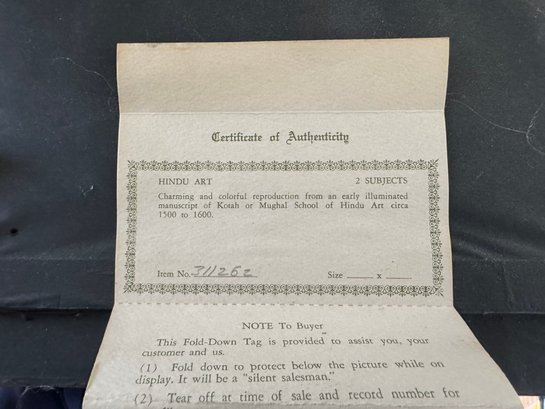 Certificate of Authenticity
HINDU ART 2 SUBJECTS
Charming and colorful reproduction from an early illuminated
manuscript of Kotah or Mughal School of Hindu Art circa
1500 to 1600.
Item No. 311262 Size _____ x _____
NOTE To Buyer
This Fold-Down Tag is provided to assist you, your
customer and us.
(1) Fold down to protect below the picture while on
display. It will be a "silent salesman."
(2) Tear off at time of sale and record number for